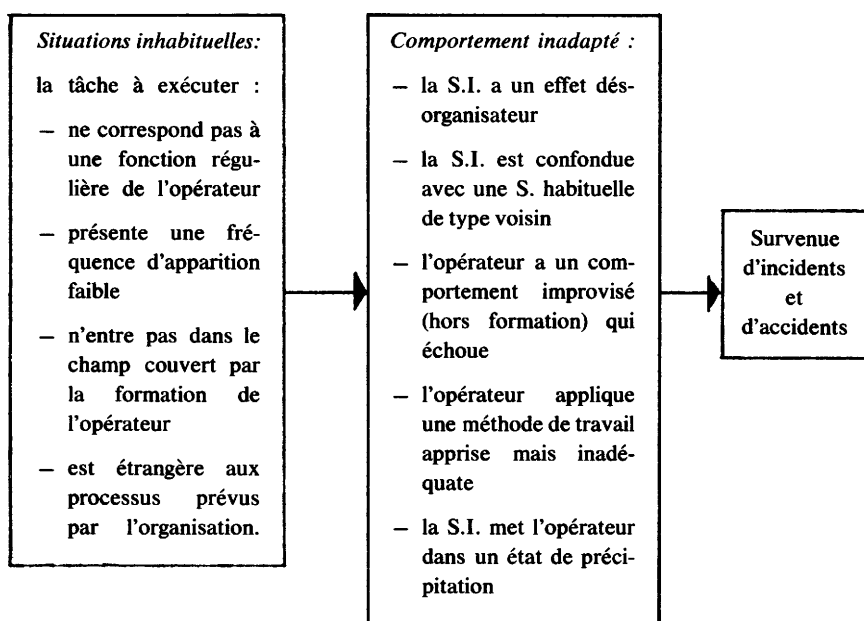 Situations inhabituelles:
la tâche à exécuter :
— ne correspond pas à
une fonction régu-
lière de l'opérateur
— présente une fré-
quence d'apparition
faible
— n'entre pas dans le
champ couvert par
la formation de
l'opérateur
— est étrangère aux
processus prévus
par l'organisation.
Comportement inadapté :
— la S.I. a un effet dés-
organisateur
— la S.I. est confondue
avec une S. habituelle
de type voisin
— l'opérateur a un com-
portement improvisé
(hors formation) qui
échoue
— l'opérateur applique
une méthode de travail
apprise mais inadé-
quate
— la S.I. met l'opérateur
dans un état de préci-
pitation
Survenue
d'incidents
et
d'accidents